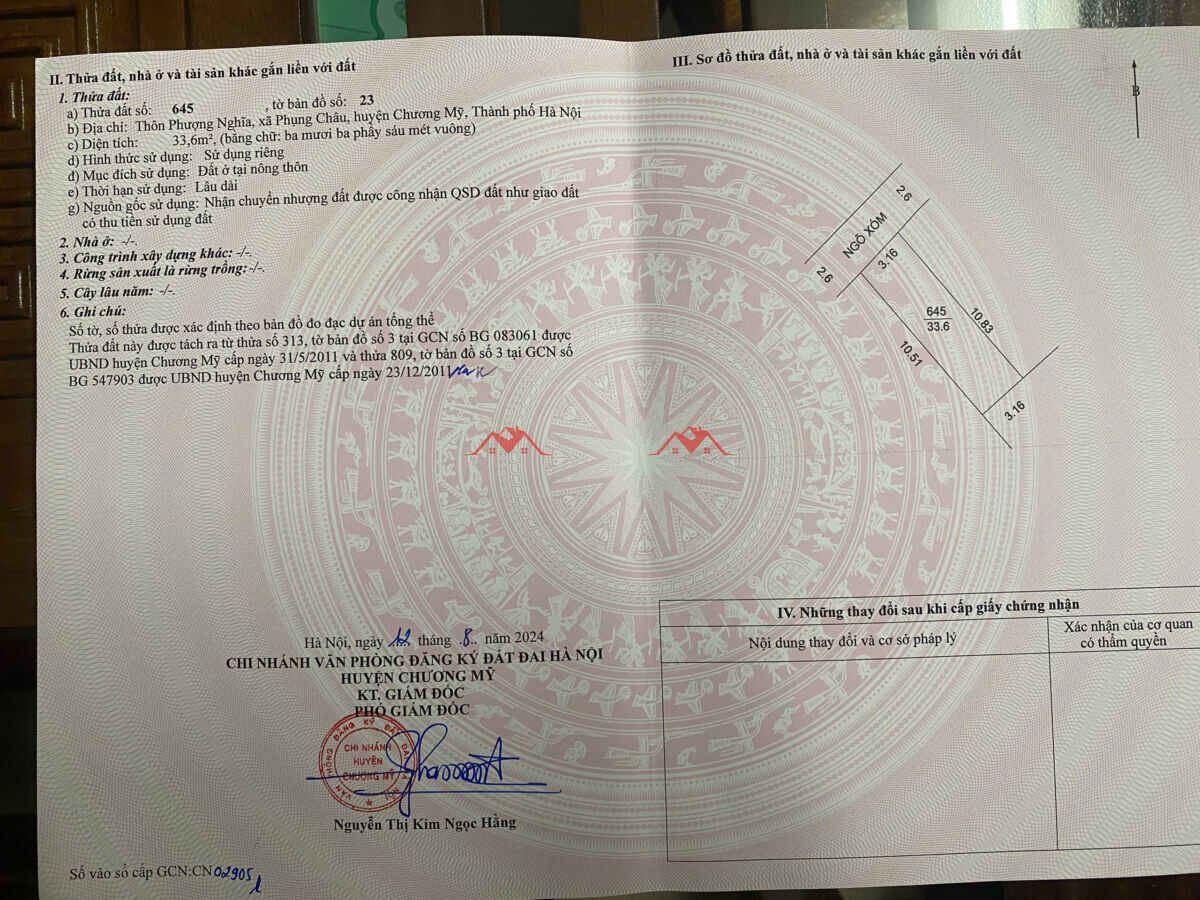 II. Thửa đất, nhà ở và tài sản khác gắn liền với đất
1. Thửa đất:
a) Thửa đất số: 645 , tờ bản đồ số: 23
b) Địa chỉ: Thôn Phượng Nghĩa, xã Phụng Châu, huyện Chương Mỹ, Thành phố Hà Nội
c) Diện tích: 33,6m², (bằng chữ: ba mươi ba phẩy sáu mét vuông)
d) Hình thức sử dụng: Sử dụng riêng
đ) Mục đích sử dụng: Đất ở tại nông thôn
e) Thời hạn sử dụng: Lâu dài
g) Nguồn gốc sử dụng: Nhận chuyển nhượng đất được công nhận QSD đất như giao đất
có thu tiền sử dụng đất
2. Nhà ở: -/-.
3. Công trình xây dựng khác: -/-.
4. Rừng sản xuất là rừng trồng: -/-.
5. Cây lâu năm: -/-.
6. Ghi chú:
Số tờ, số thửa được xác định theo bản đồ đo đạc dự án tổng thể
Thửa đất này được tách ra từ thửa số 313, tờ bản đồ số 3 tại GCN số BG 083061 được
UBND huyện Chương Mỹ cấp ngày 31/5/2011 và thửa 809, tờ bản đồ số 3 tại GCN số
BG 547903 được UBND huyện Chương Mỹ cấp ngày 23/12/2011
Hà Nội, ngày 12 tháng 8 năm 2024
CHI NHÁNH VĂN PHÒNG ĐĂNG KÝ ĐẤT ĐAI HÀ NỘI
HUYỆN CHƯƠNG MỸ
KT. GIÁM ĐỐC
PHÓ GIÁM ĐỐC
VĂN PHÒNG ĐĂNG KÝ ĐẤT ĐAI HÀ NỘI
CHI NHÁNH
HUYỆN
CHƯƠNG MỸ
Nguyễn Thị Kim Ngọc Hằng
Số vào sổ cấp GCN:CN 02905
III. Sơ đồ thửa đất, nhà ở và tài sản khác gắn liền với đất
B
2.6
NGÕ XÓM
2.6
3.16
645
33.6
10.83
10.51
3.16
IV. Những thay đổi sau khi cấp giấy chứng nhận
Nội dung thay đổi và cơ sở pháp lý
Xác nhận của cơ quan
có thẩm quyền